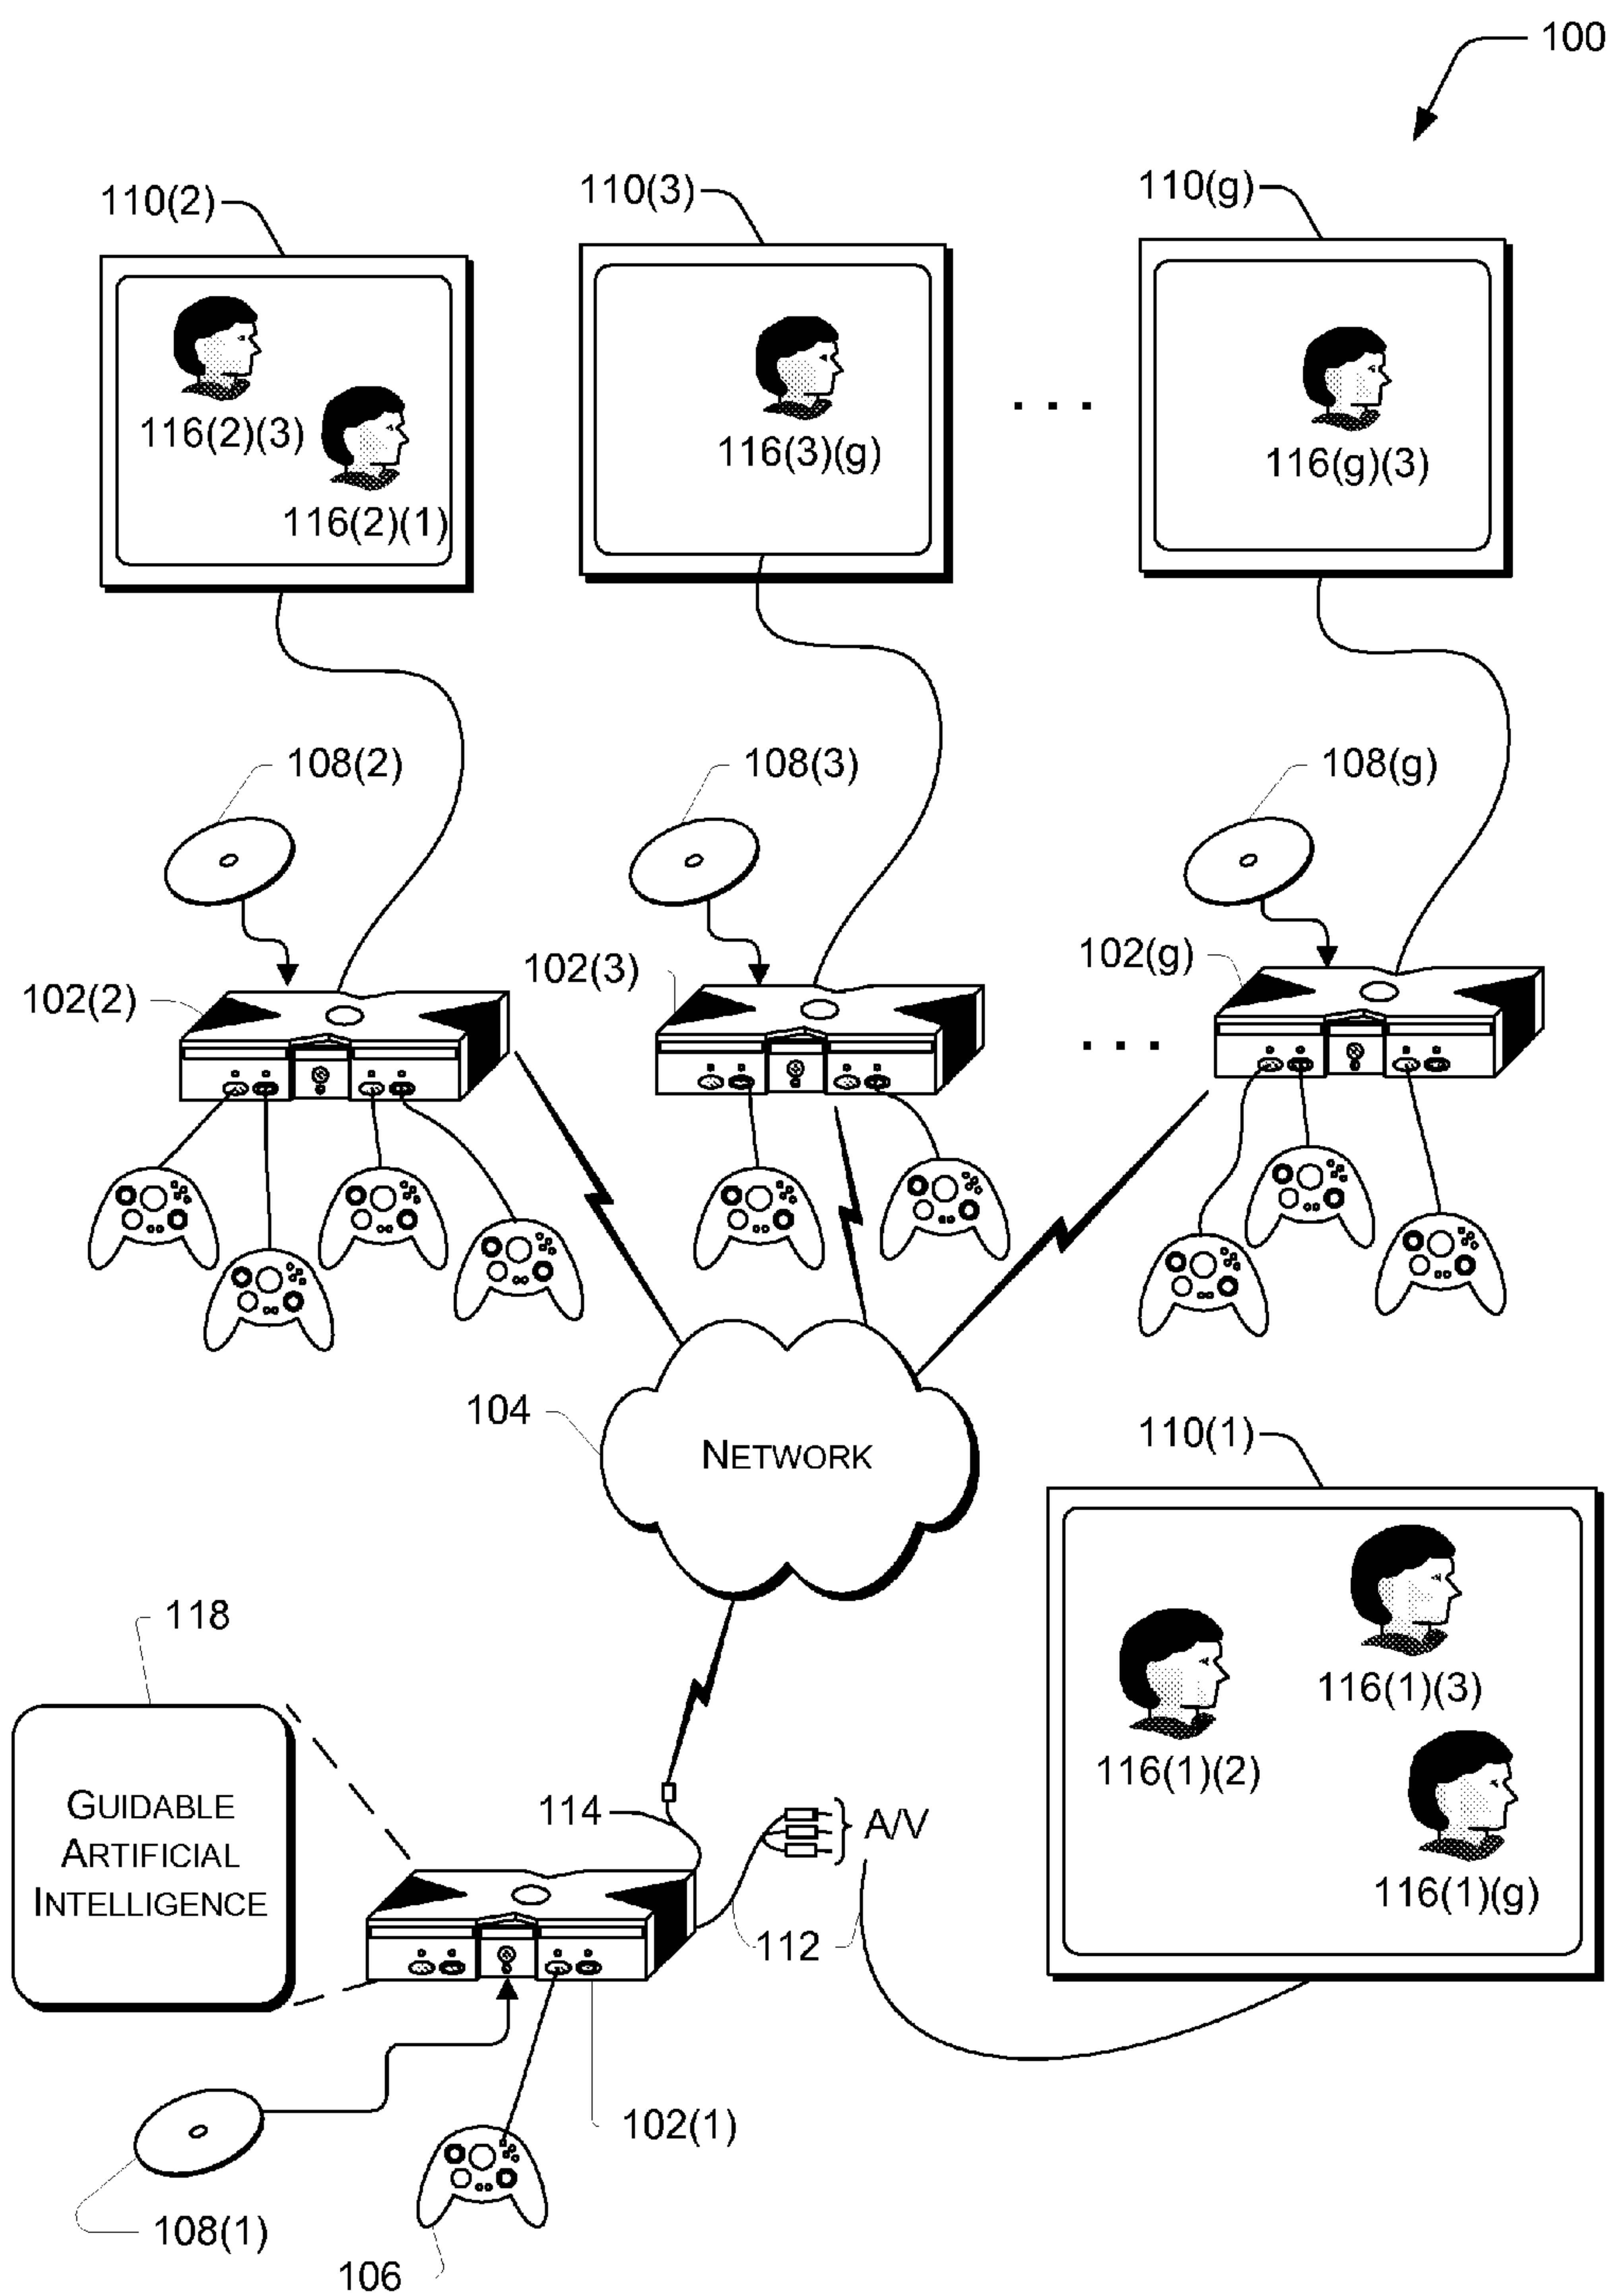 100
110(2)
110(3)
110(g)
116(2)(3)
116(2)(1)
116(3)(g)
. . .
116(g)(3)
108(2)
108(3)
108(g)
102(2)
102(3)
102(g)
. . .
104
NETWORK
110(1)
118
GUIDABLE
ARTIFICIAL
INTELLIGENCE
114
A/V
112
116(1)(3)
116(1)(2)
116(1)(g)
102(1)
108(1)
106